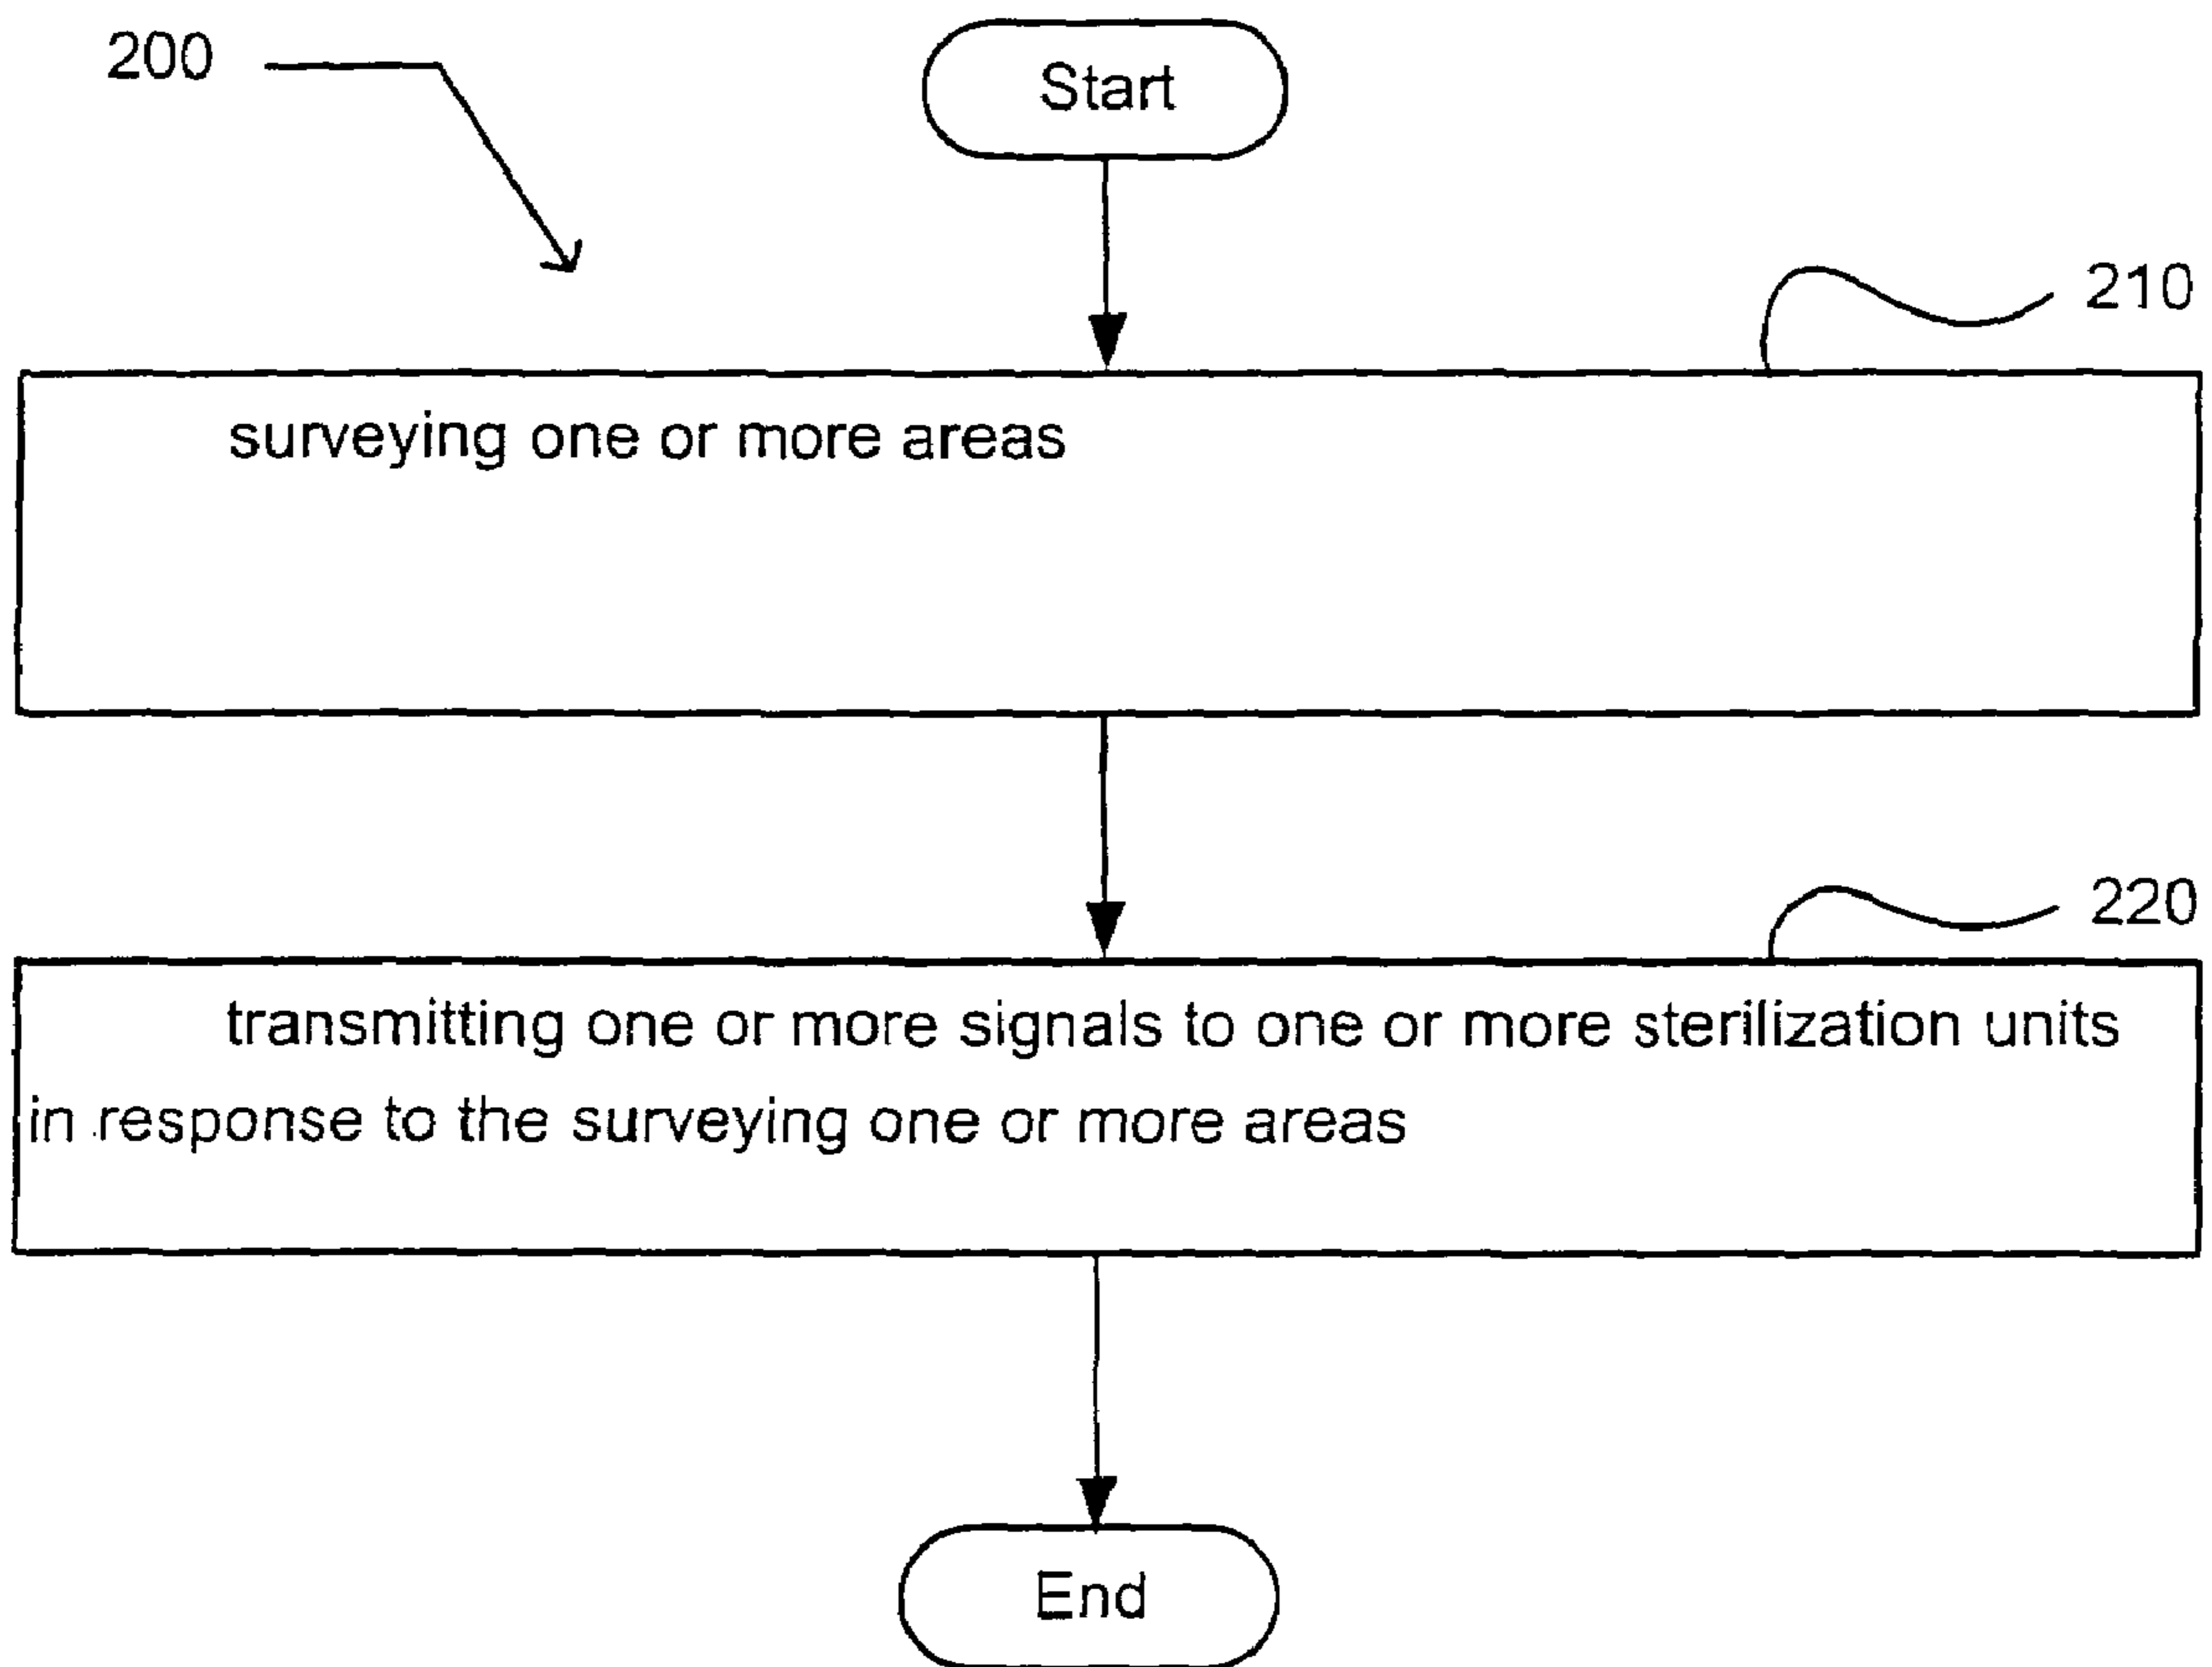 200
Start
210
surveying one or more areas
220
transmitting one or more signals to one or more sterilization units
in response to the surveying one or more areas
End